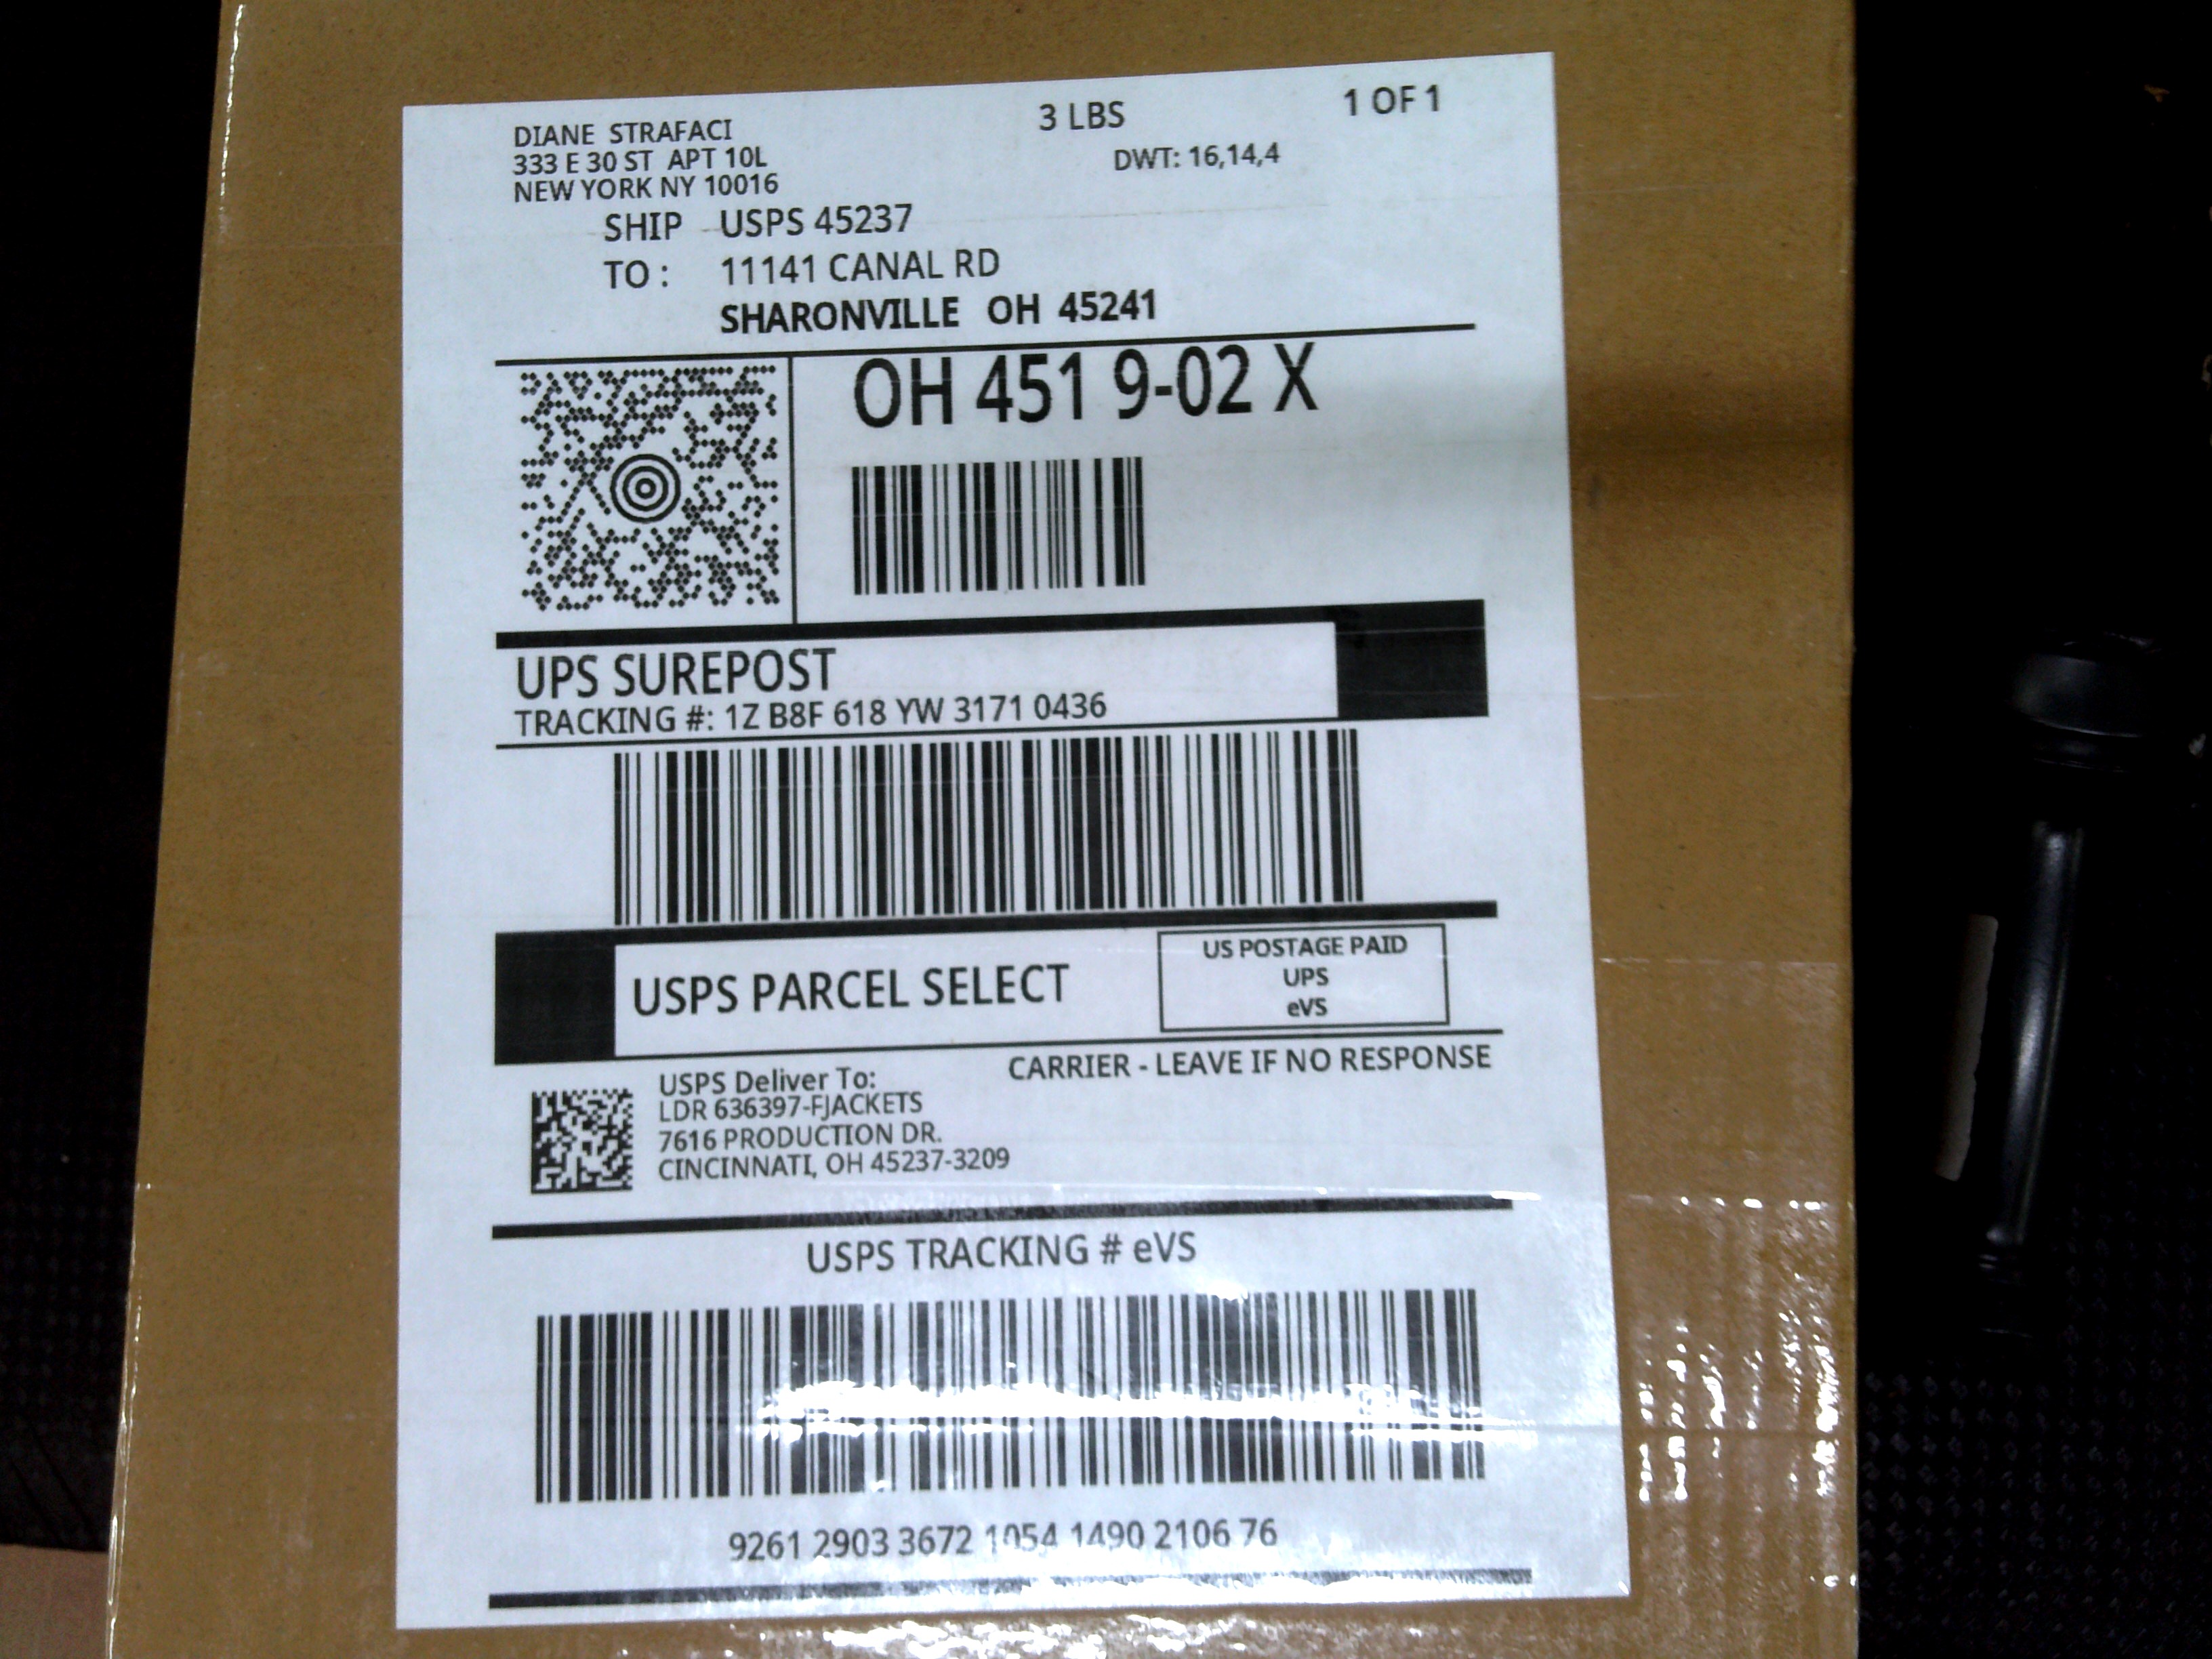 DIANE STRAFACI
333 E 30 ST APT 10L
NEW YORK NY 10016
3 LBS
1 OF 1
DWT: 16,14,4
SHIP USPS 45237
TO : 11141 CANAL RD
SHARONVILLE OH 45241
OH 451 9-02 X
UPS SUREPOST
TRACKING #: 1Z B8F 618 YW 3171 0436
USPS PARCEL SELECT
US POSTAGE PAID
UPS
eVS
CARRIER - LEAVE IF NO RESPONSE
USPS Deliver To:
LDR 636397-FJACKETS
7616 PRODUCTION DR.
CINCINNATI, OH 45237-3209
USPS TRACKING # eVS
9261 2903 3672 1054 1490 2106 76